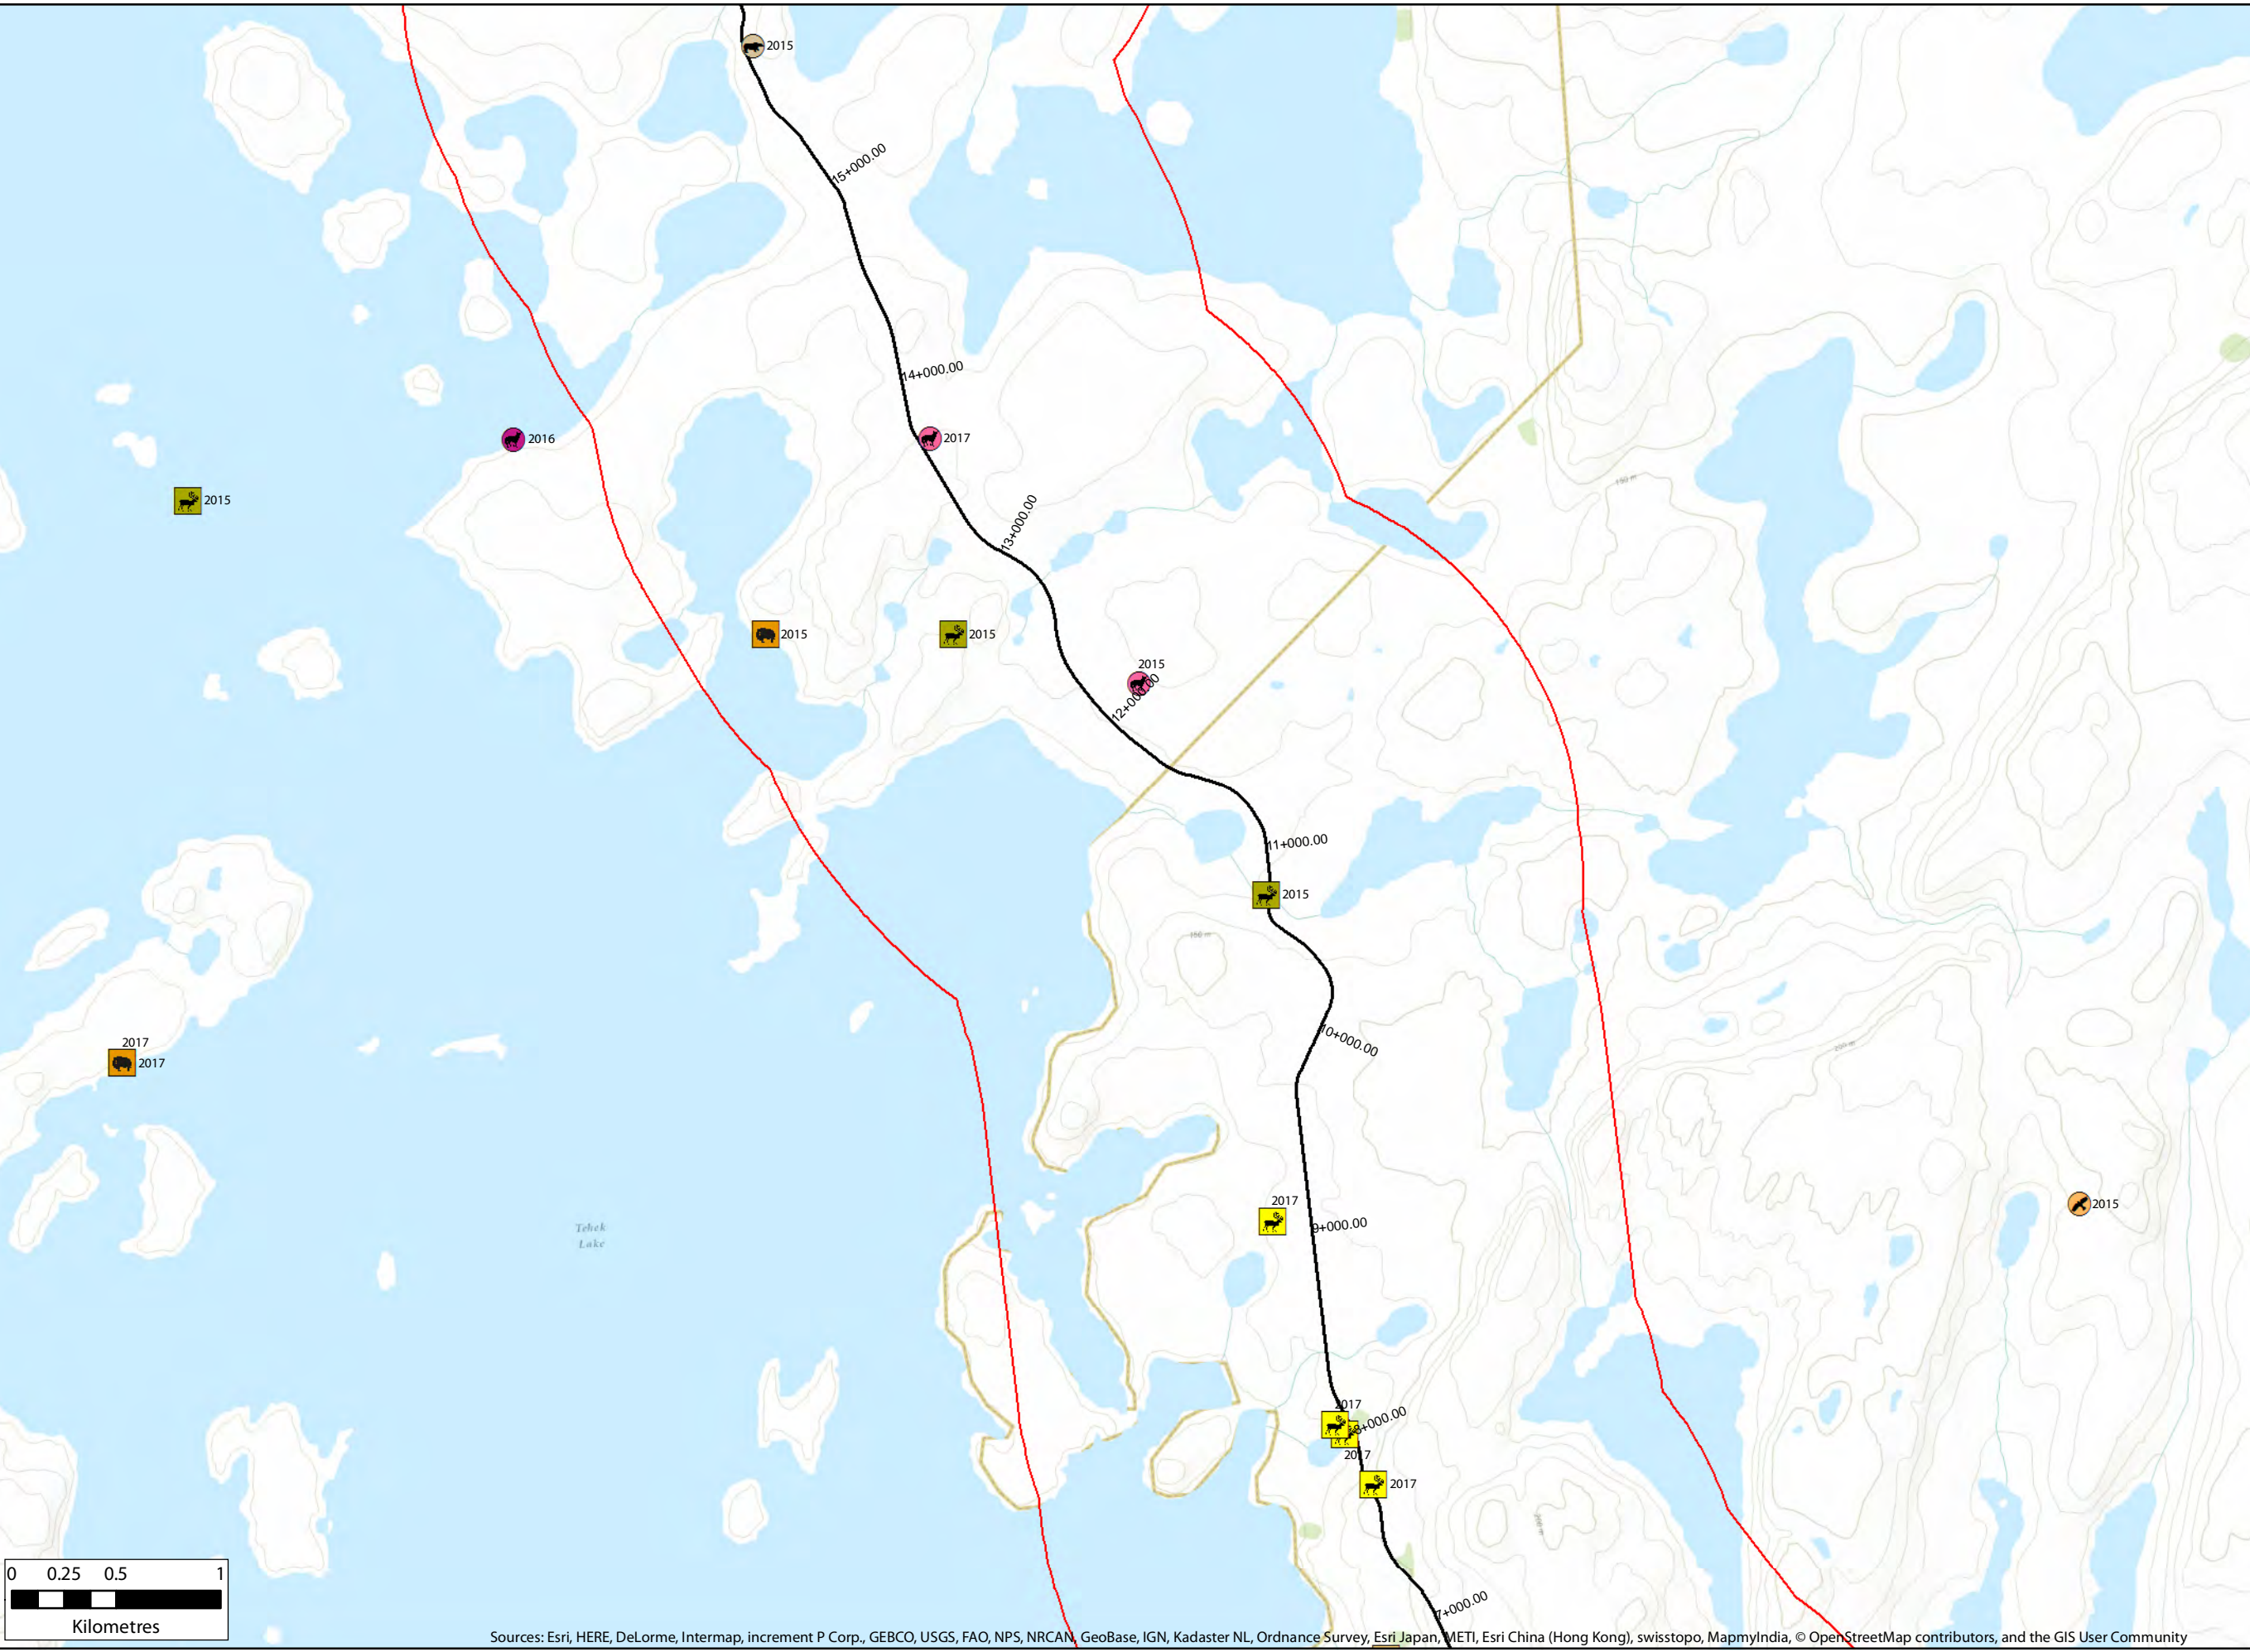 2015
15+000.00
14+000.00
2016
2017
2015
13+000.00
150 m
2015
2015
2015
12+000.00
11+000.00
2015
150 m
10+000.00
2017
2017
200 m
2017
2015
9+000.00
Tehek
Lake
2017
8+000.00
2017
2017
200 m
0 0.25 0.5 1
Kilometres
7+000.00
Sources: Esri, HERE, DeLorme, Intermap, increment P Corp., GEBCO, USGS, FAO, NPS, NRCAN, GeoBase, IGN, Kadaster NL, Ordnance Survey, Esri Japan, METI, Esri China (Hong Kong), swisstopo, MapmyIndia, © OpenStreetMap contributors, and the GIS User Community